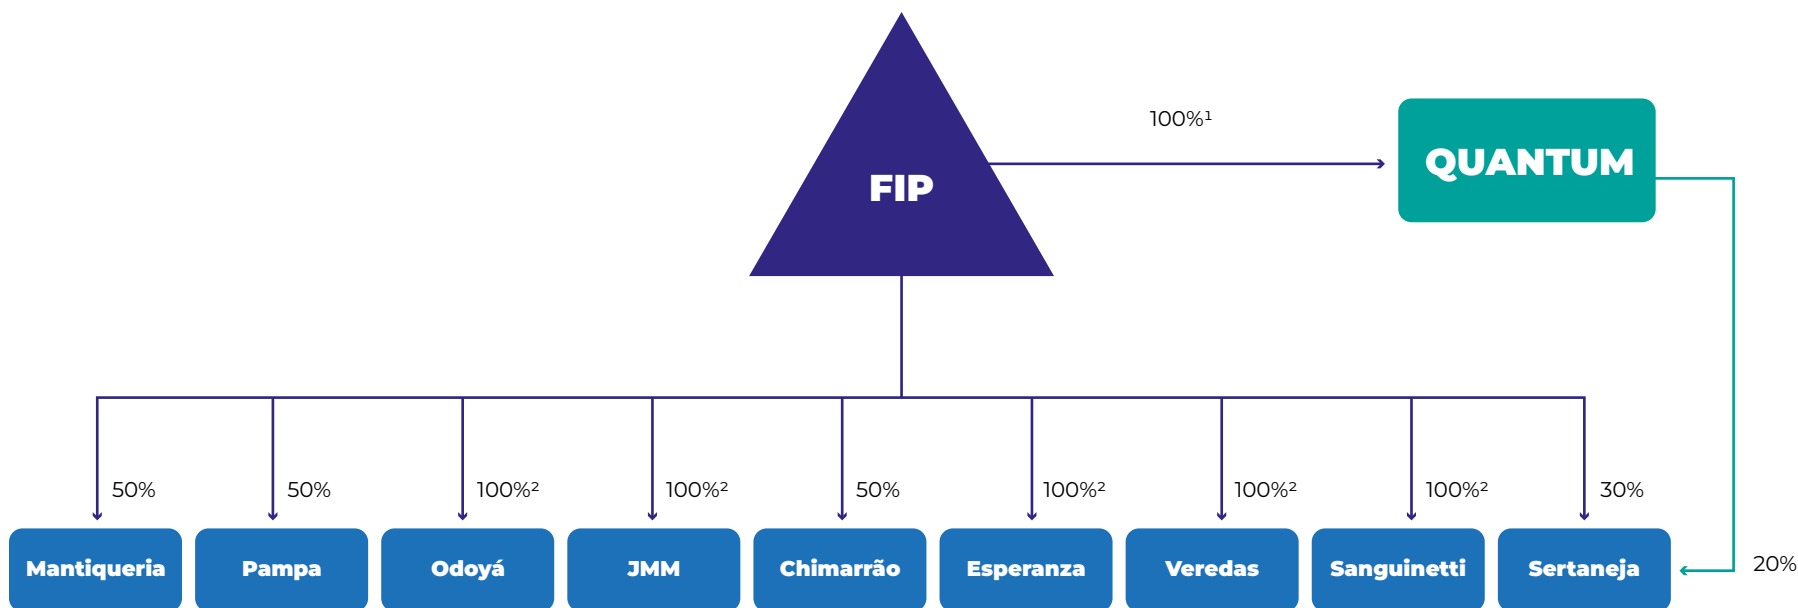 100%¹
QUANTUM
FIP
50%
50%
100%²
100%²
50%
100%²
100%²
100%²
30%
Mantiqueria
Pampa
Odoyá
JMM
Chimarrão
Esperanza
Veredas
Sanguinetti
Sertaneja
20%